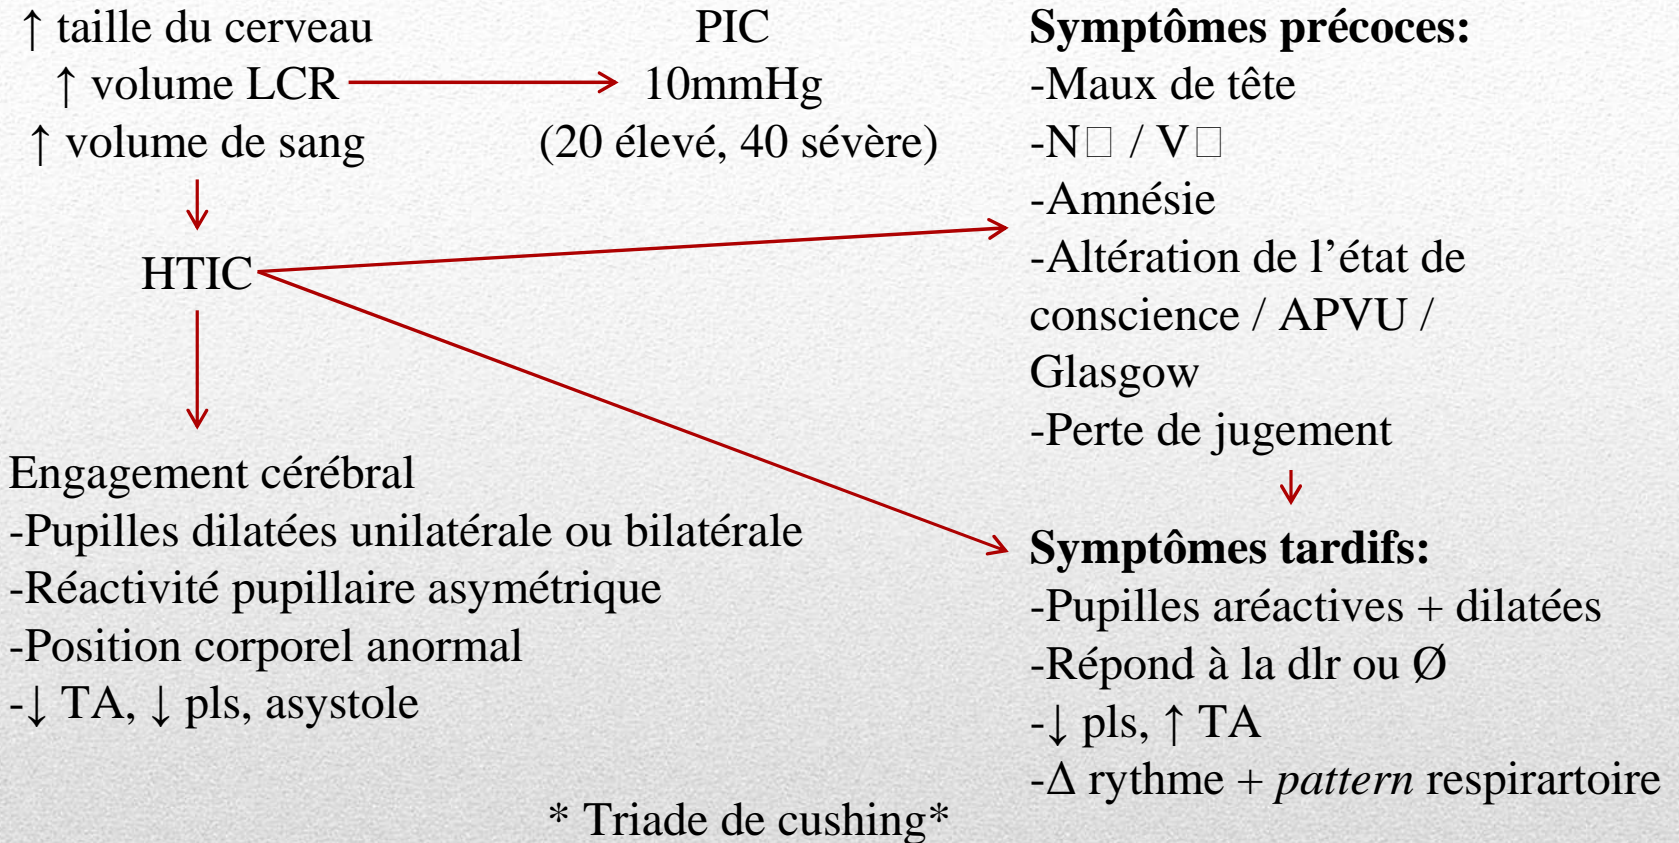 ↑ taille du cerveau
↑ volume LCR
↑ volume de sang
PIC
10mmHg
(20 élevé, 40 sévère)
HTIC
Engagement cérébral
-Pupilles dilatées unilatérale ou bilatérale
-Réactivité pupillaire asymétrique
-Position corporel anormal
-↓ TA, ↓ pls, asystole
Symptômes précoces:
-Maux de tête
-N□ / V□
-Amnésie
-Altération de l’état de
conscience / APVU /
Glasgow
-Perte de jugement
Symptômes tardifs:
-Pupilles aréactives + dilatées
-Répond à la dlr ou Ø
-↓ pls, ↑ TA
-Δ rythme + pattern respirartoire
* Triade de cushing*